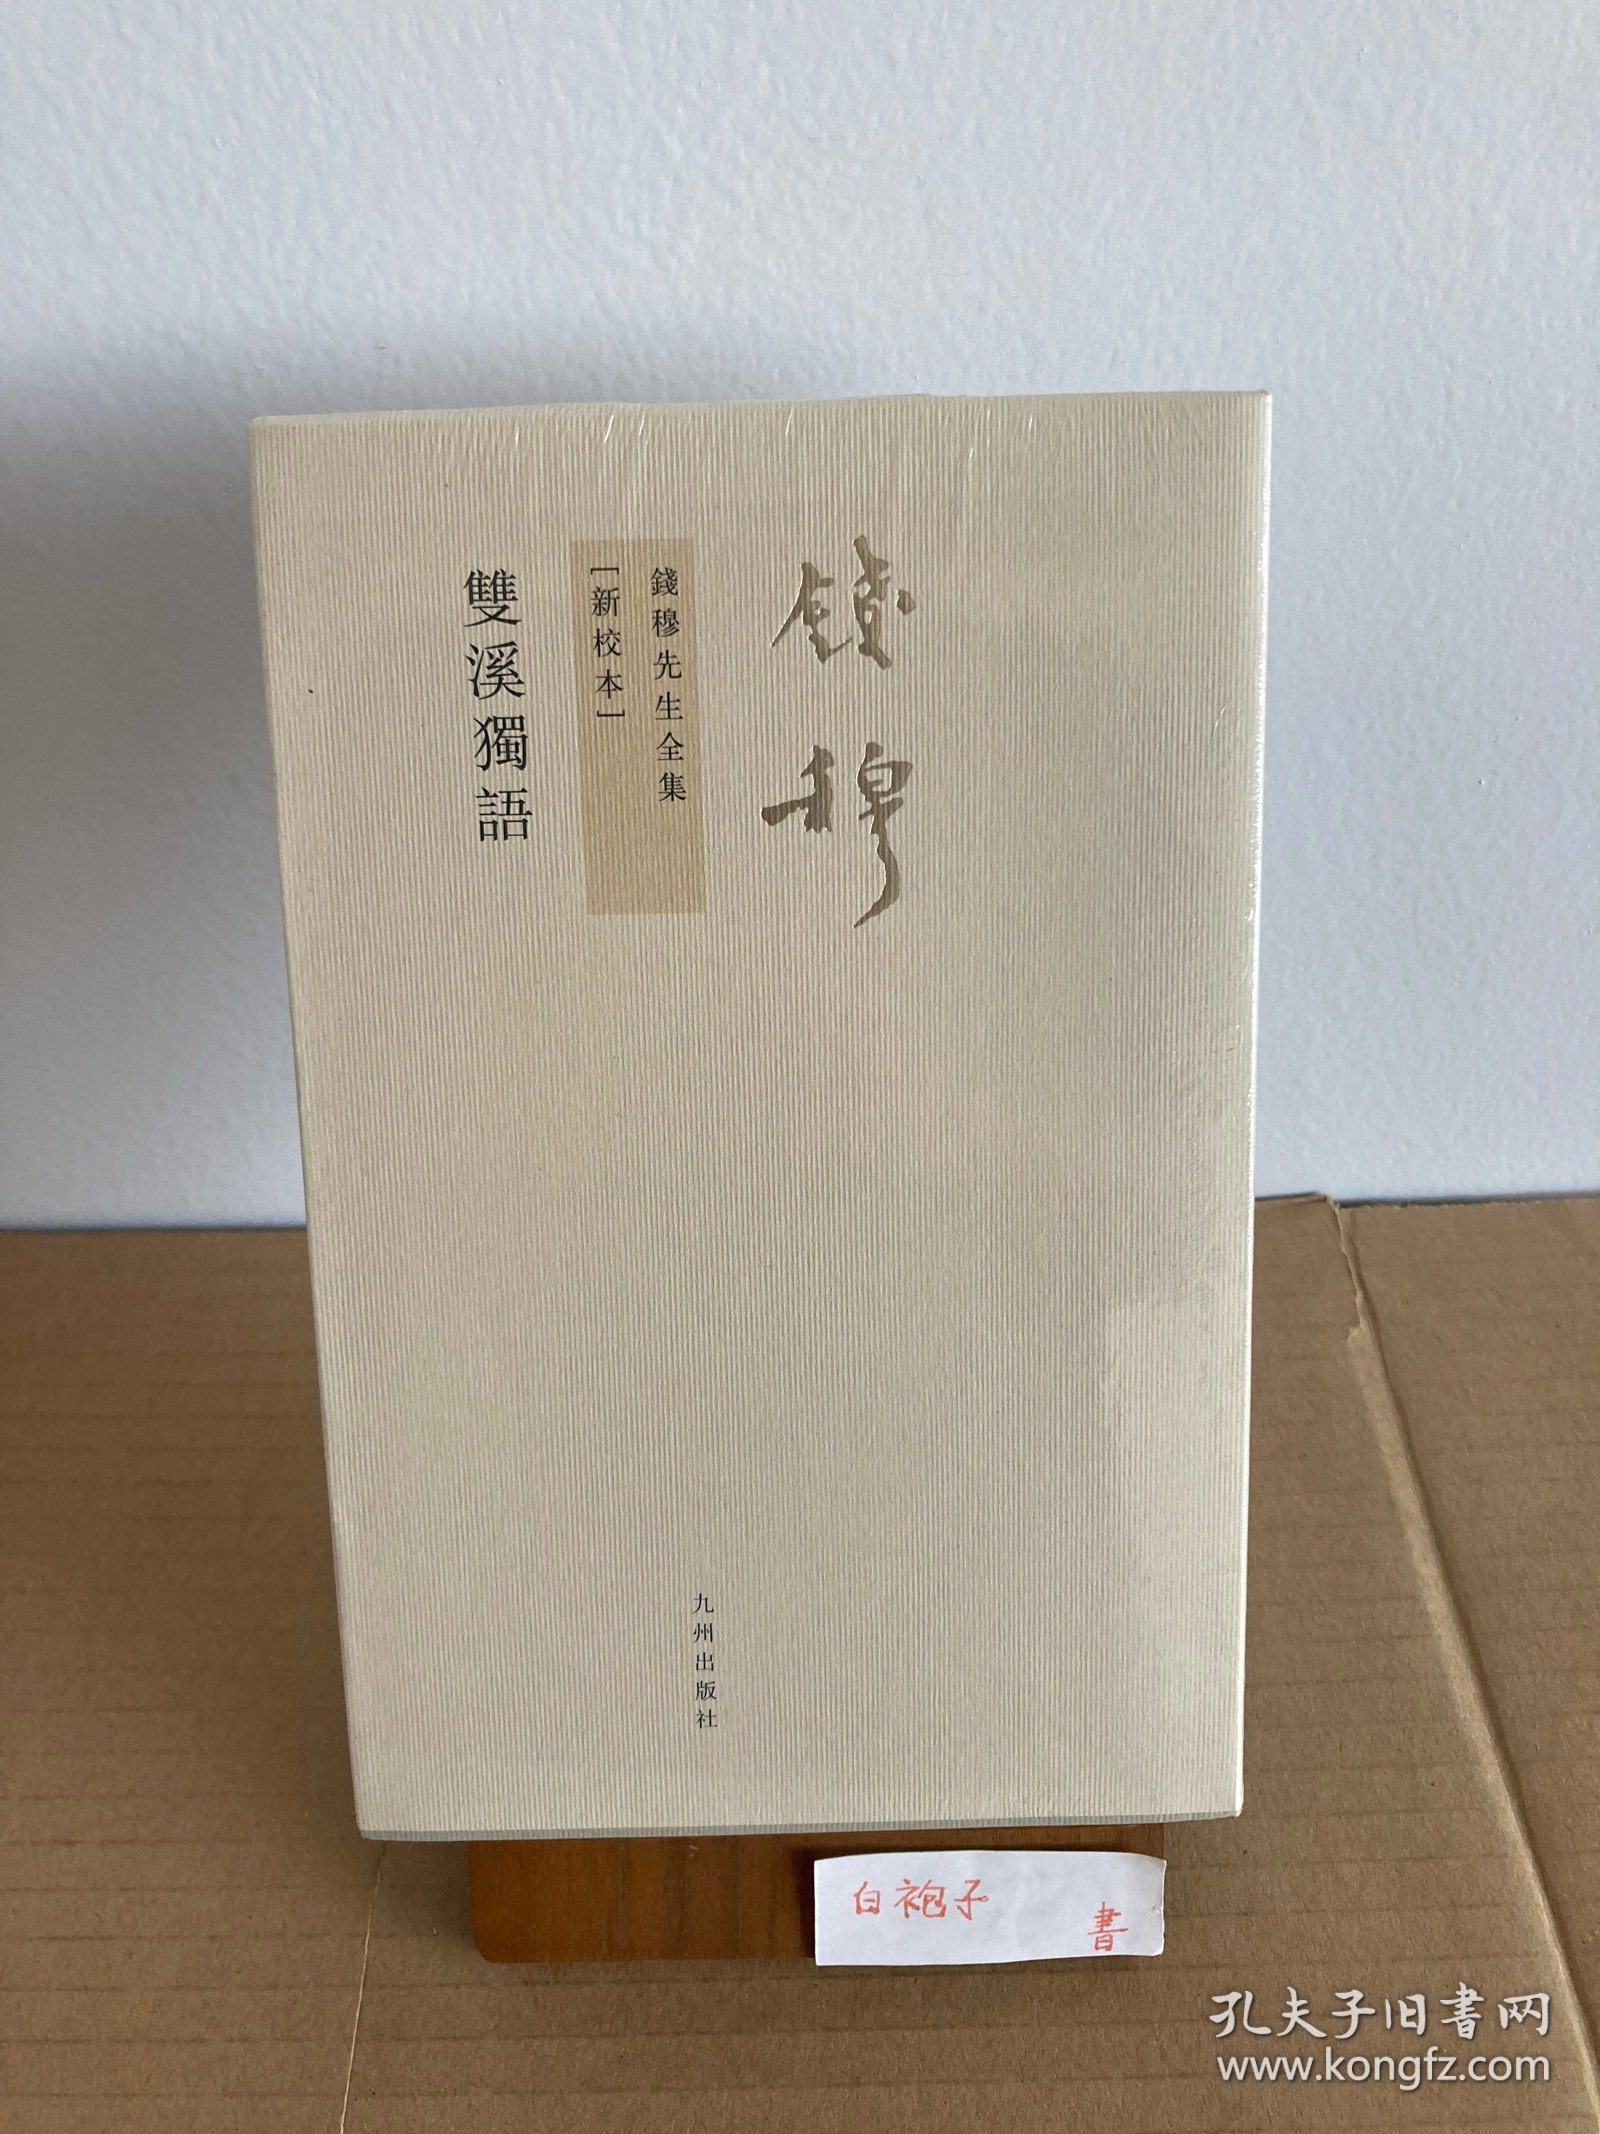 錢穆
錢穆先生全集
［新校本］
雙溪獨語
九州出版社
白袍子
書
孔夫子旧書网
www.kongfz.com